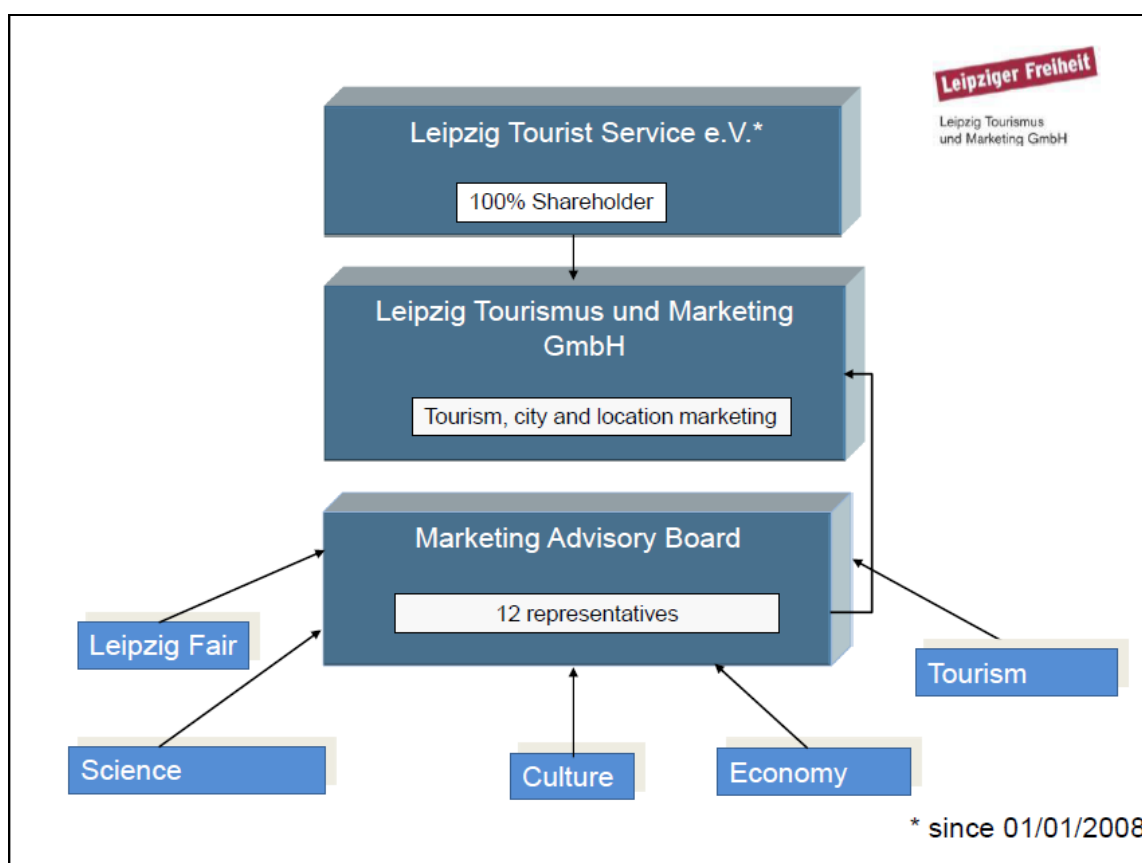 Leipziger Freiheit
Leipzig Tourismus
und Marketing GmbH
Leipzig Tourist Service e.V.*
100% Shareholder
Leipzig Tourismus und Marketing
GmbH
Tourism, city and location marketing
Marketing Advisory Board
12 representatives
Leipzig Fair
Tourism
Science
Culture
Economy
* since 01/01/2008